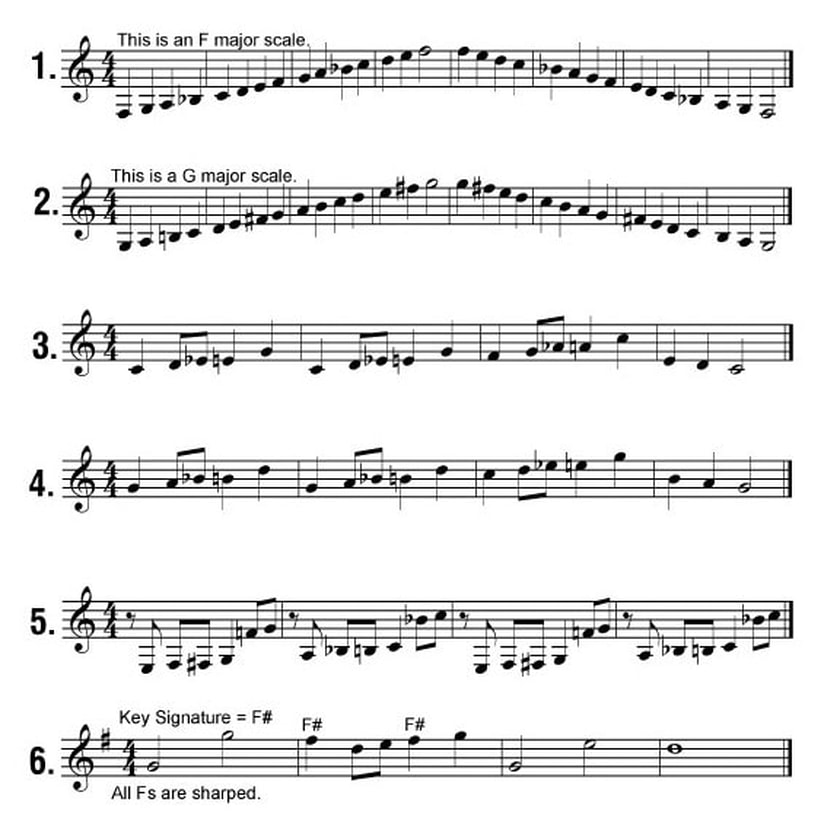 This is an F major scale.
1.
This is a G major scale.
2.
3.
4.
5.
Key Signature = F#
F# F#
6.
All Fs are sharped.